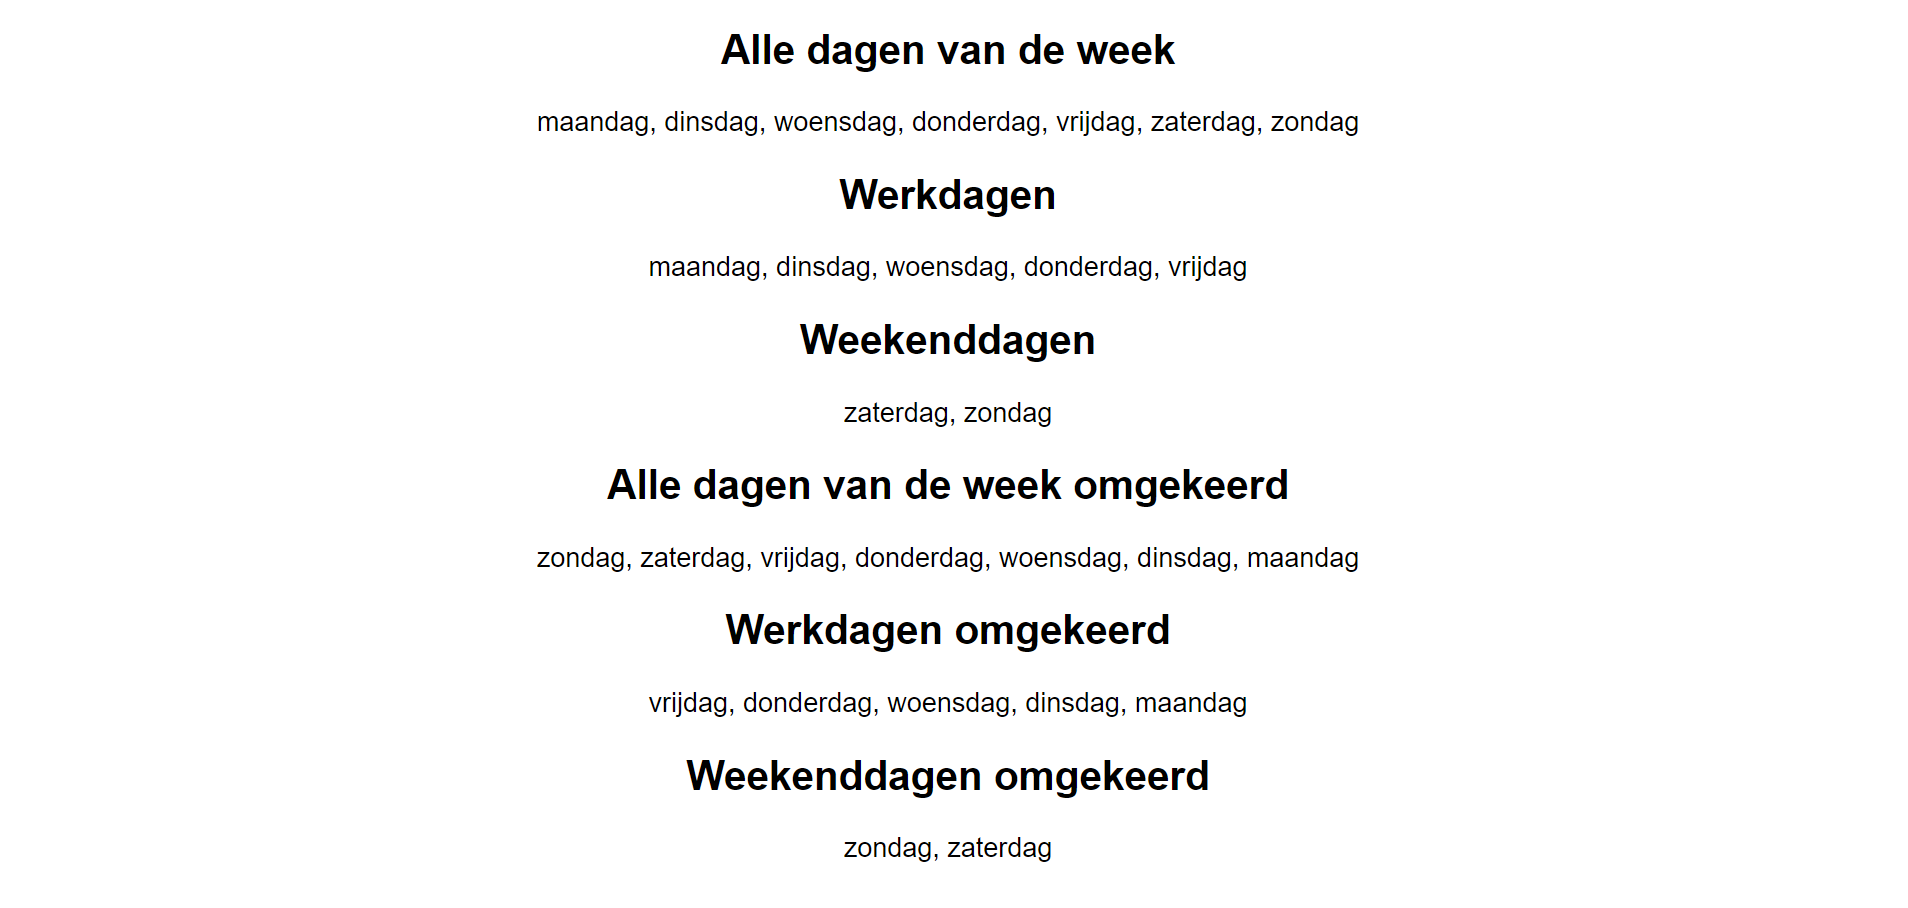 Alle dagen van de week
maandag, dinsdag, woensdag, donderdag, vrijdag, zaterdag, zondag
Werkdagen
maandag, dinsdag, woensdag, donderdag, vrijdag
Weekenddagen
zaterdag, zondag
Alle dagen van de week omgekeerd
zondag, zaterdag, vrijdag, donderdag, woensdag, dinsdag, maandag
Werkdagen omgekeerd
vrijdag, donderdag, woensdag, dinsdag, maandag
Weekenddagen omgekeerd
zondag, zaterdag